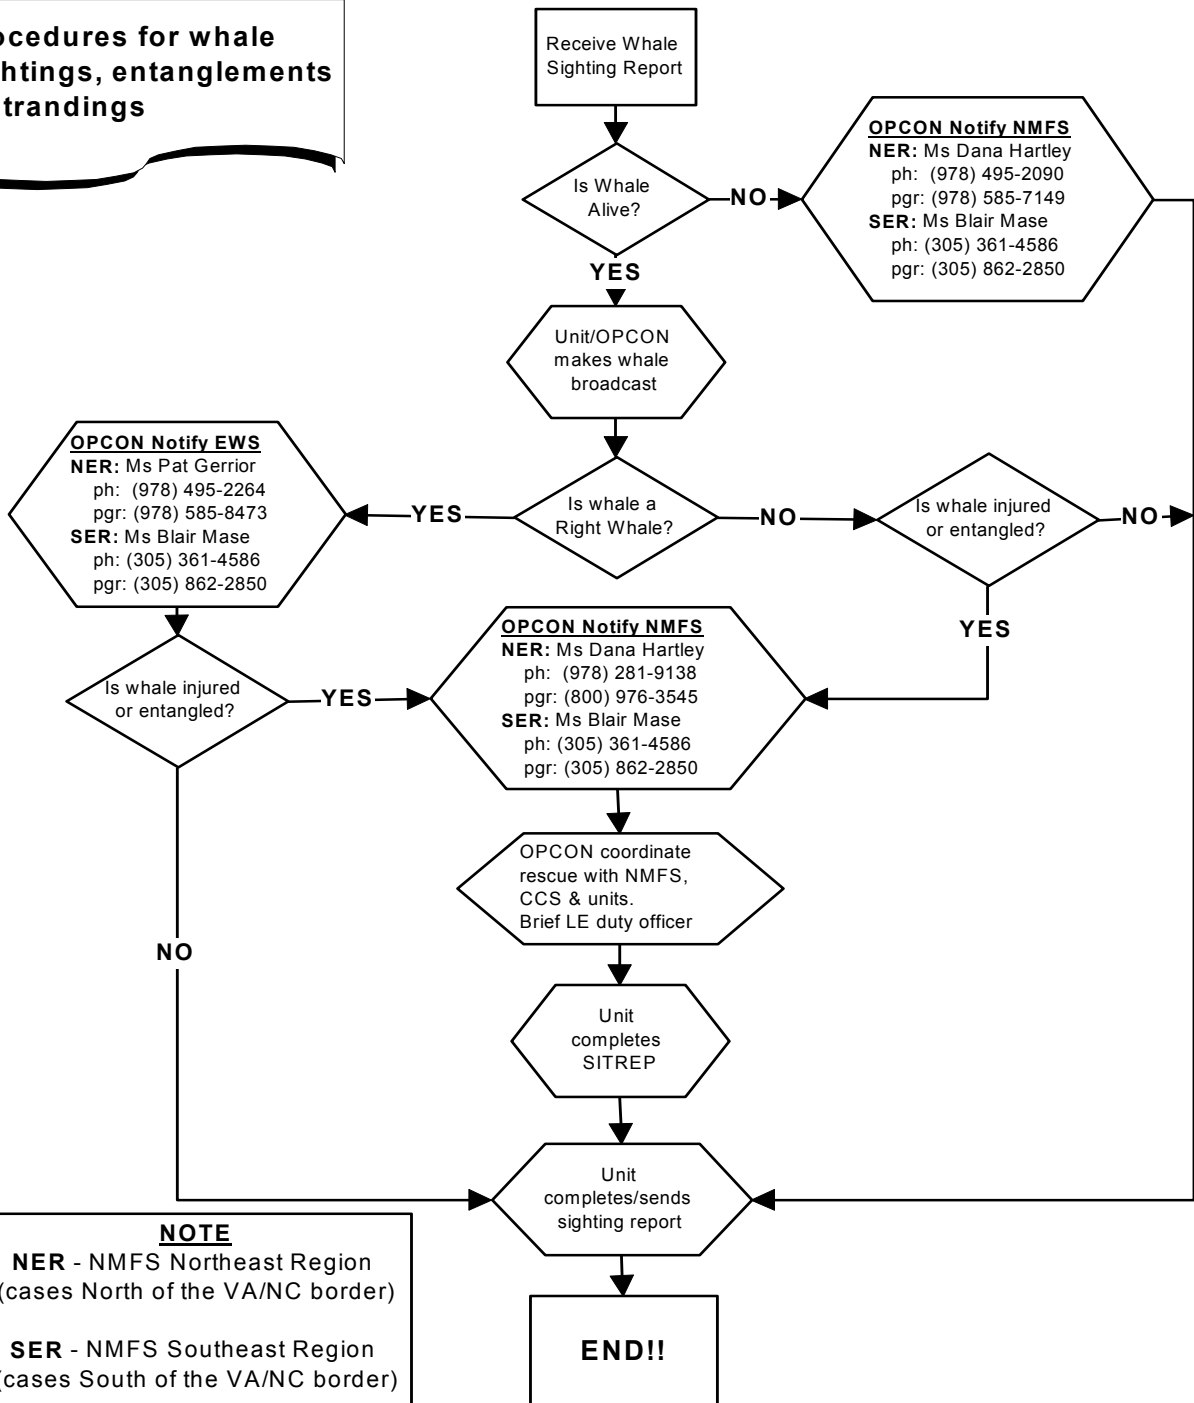 ocedures for whale
htings, entanglements
trandings
Receive Whale
Sighting Report
Is Whale
Alive?
NO
OPCON Notify NMFS
NER: Ms Dana Hartley
ph: (978) 495-2090
pgr: (978) 585-7149
SER: Ms Blair Mase
ph: (305) 361-4586
pgr: (305) 862-2850
YES
Unit/OPCON
makes whale
broadcast
Is whale a
Right Whale?
YES
OPCON Notify EWS
NER: Ms Pat Gerrior
ph: (978) 495-2264
pgr: (978) 585-8473
SER: Ms Blair Mase
ph: (305) 361-4586
pgr: (305) 862-2850
NO
Is whale injured
or entangled?
NO
YES
Is whale injured
or entangled?
YES
OPCON Notify NMFS
NER: Ms Dana Hartley
ph: (978) 281-9138
pgr: (800) 976-3545
SER: Ms Blair Mase
ph: (305) 361-4586
pgr: (305) 862-2850
OPCON coordinate
rescue with NMFS,
CCS & units.
Brief LE duty officer
NO
Unit
completes
SITREP
Unit
completes/sends
sighting report
END!!
NOTE
NER - NMFS Northeast Region
(cases North of the VA/NC border)
SER - NMFS Southeast Region
(cases South of the VA/NC border)